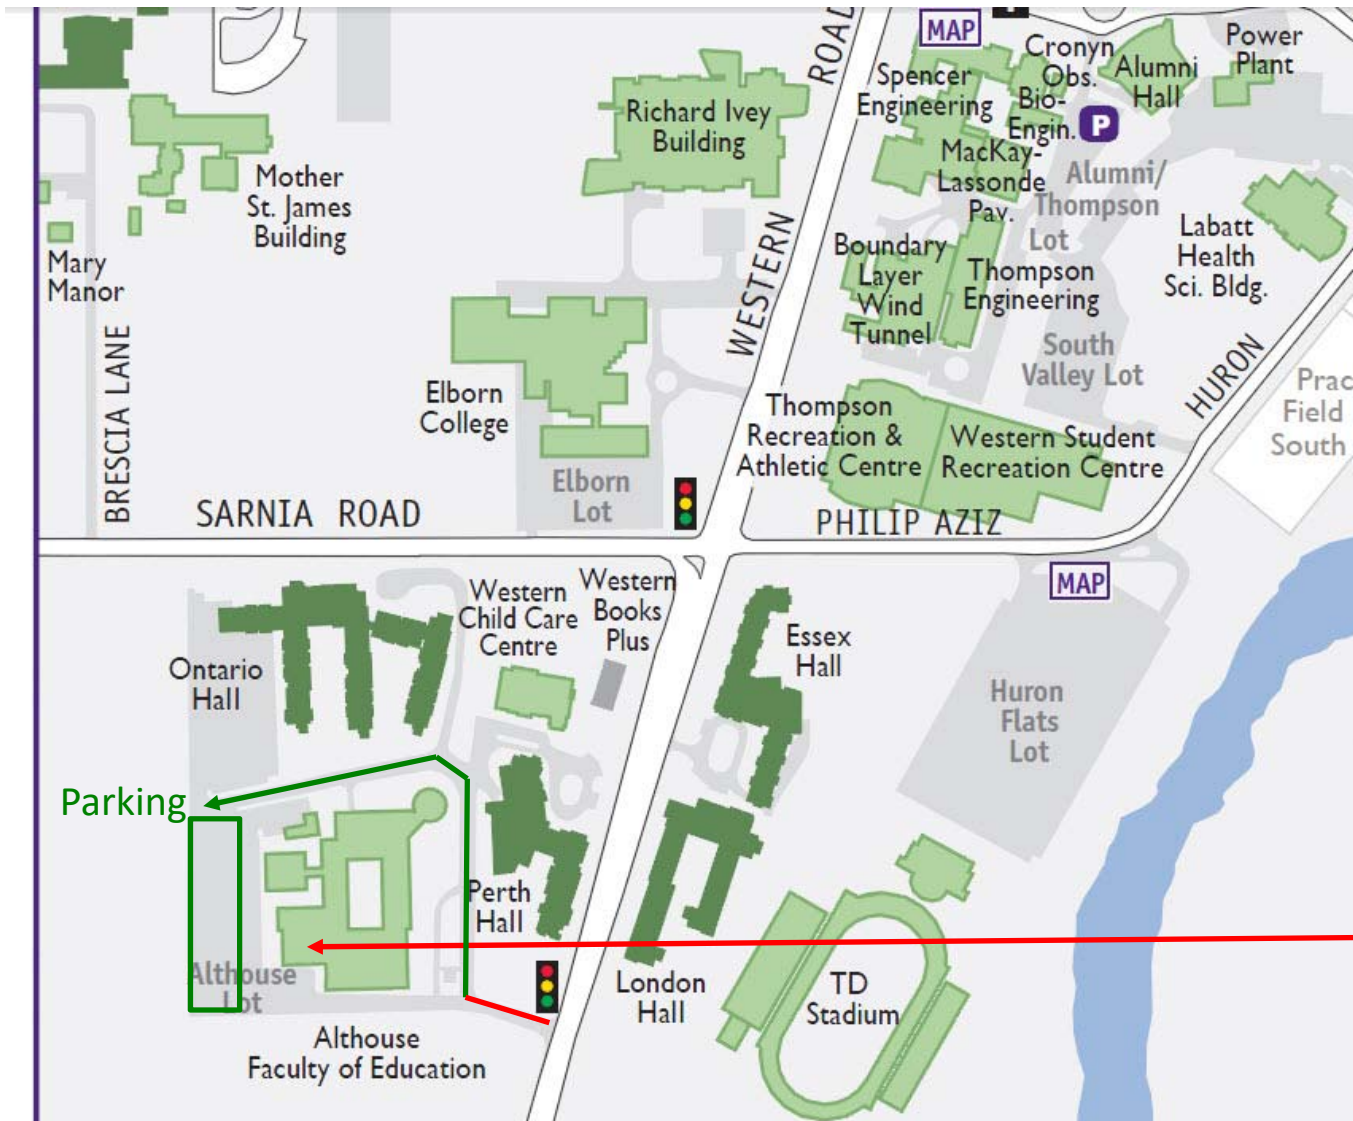 MAP
Cronyn
Obs.
Power
Plant
Alumni
Hall
Spencer
Engineering
Bio-
Engin.
P
Richard Ivey
Building
ROAD
MacKay-
Lassonde
Pav.
Alumni/
Thompson
Lot
Mother
St. James
Building
Mary
Manor
WESTERN
Boundary
Layer
Wind
Tunnel
Thompson
Engineering
Labatt
Health
Sci. Bldg.
BRESCIA LANE
Elborn
College
South
Valley Lot
HURON
Prac
Field
South
Thompson
Recreation &
Athletic Centre
Western Student
Recreation Centre
Elborn
Lot
SARNIA ROAD
PHILIP AZIZ
MAP
Western
Child Care
Centre
Western
Books
Plus
Essex
Hall
Ontario
Hall
Huron
Flats
Lot
Parking
Perth
Hall
Althouse
Lot
London
Hall
TD
Stadium
Althouse
Faculty of Education